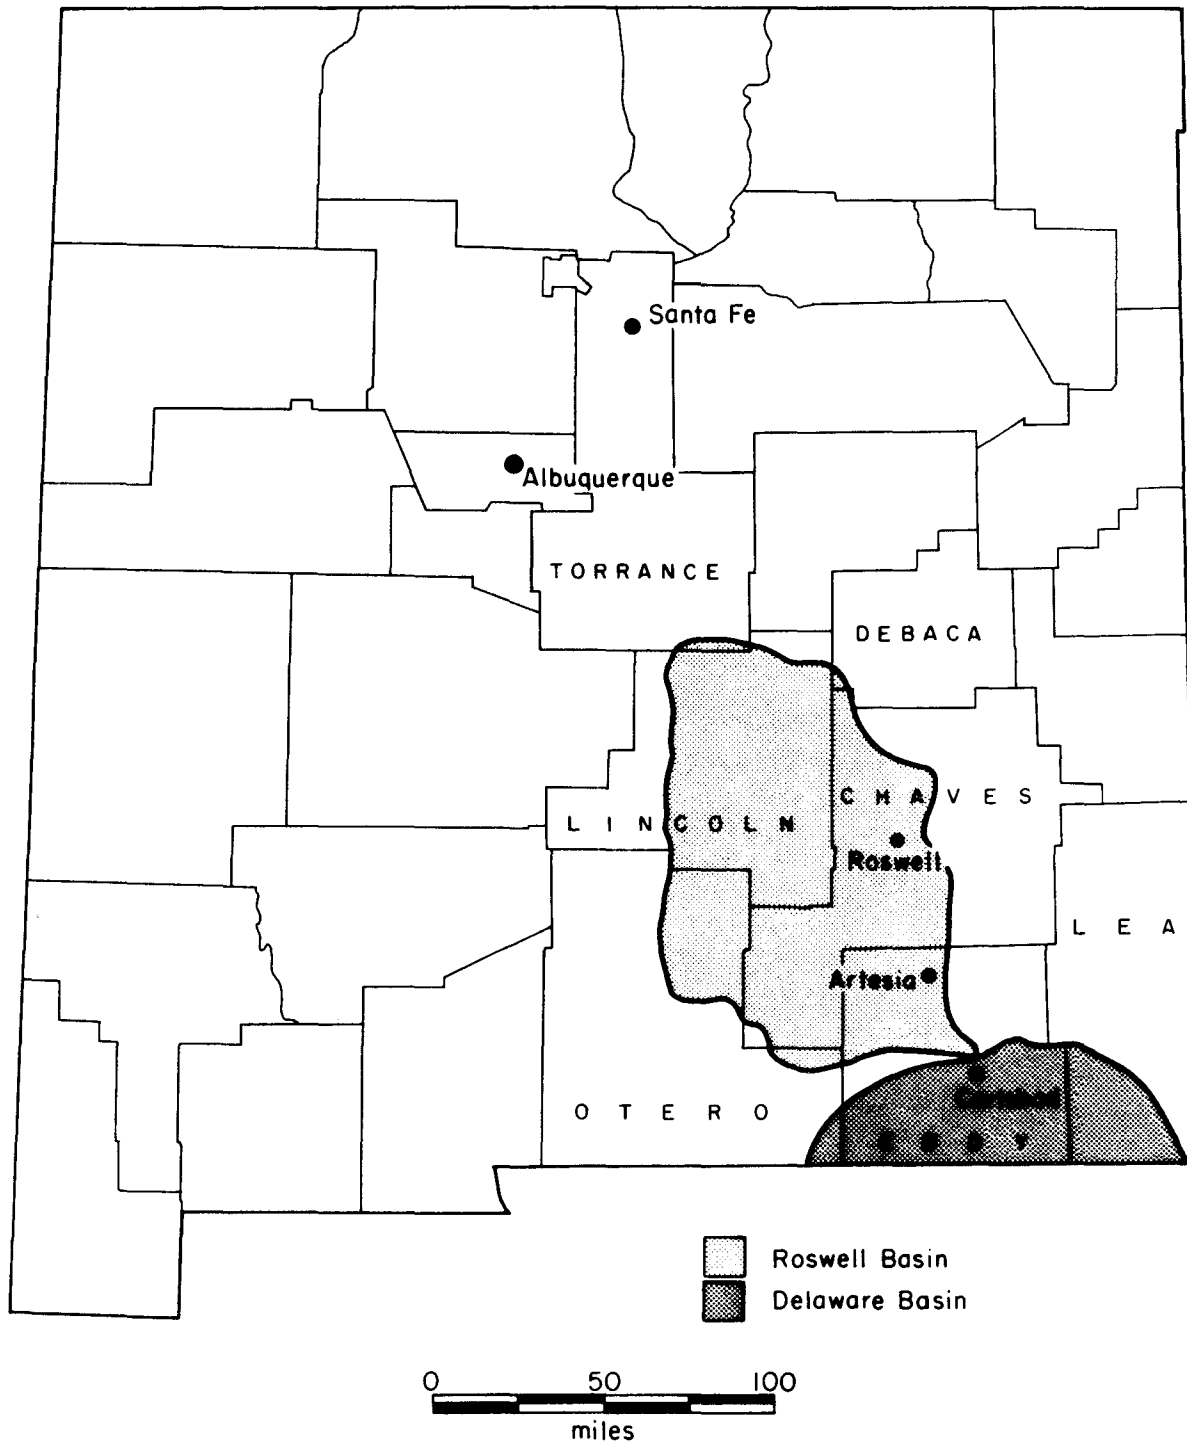 Santa Fe
Albuquerque
TORRANCE
DEBACA
CHAVES
LINCOLN
Roswell
LEA
Artesia
Carlsbad
OTERO
EDDY
Roswell Basin
Delaware Basin
0 50 100
miles